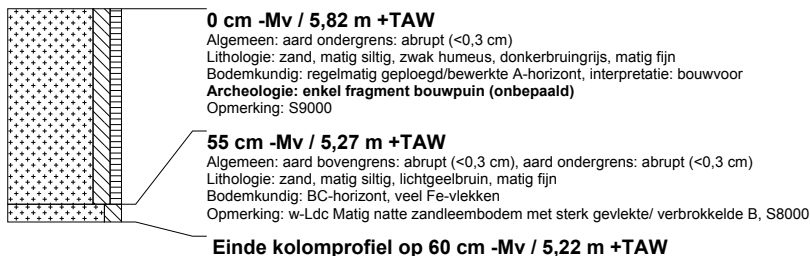 0 cm -Mv / 5,82 m +TAW
Algemeen: aard ondergrens: abrupt (<0,3 cm)
Lithologie: zand, matig siltig, zwak humeus, donkerbruingrijs, matig fijn
Bodemkundig: regelmatig geploegd/bewerkte A-horizont, interpretatie: bouwvoor
Archeologie: enkel fragment bouwpuin (onbepaald)
Opmerking: S9000
55 cm -Mv / 5,27 m +TAW
Algemeen: aard bovengrens: abrupt (<0,3 cm), aard ondergrens: abrupt (<0,3 cm)
Lithologie: zand, matig siltig, lichtgeelbruin, matig fijn
Bodemkundig: BC-horizont, veel Fe-vlekken
Opmerking: w-Ldc Matig natte zandleembodem met sterk gevlekte/ verbrokkelde B, S8000
Einde kolomprofiel op 60 cm -Mv / 5,22 m +TAW